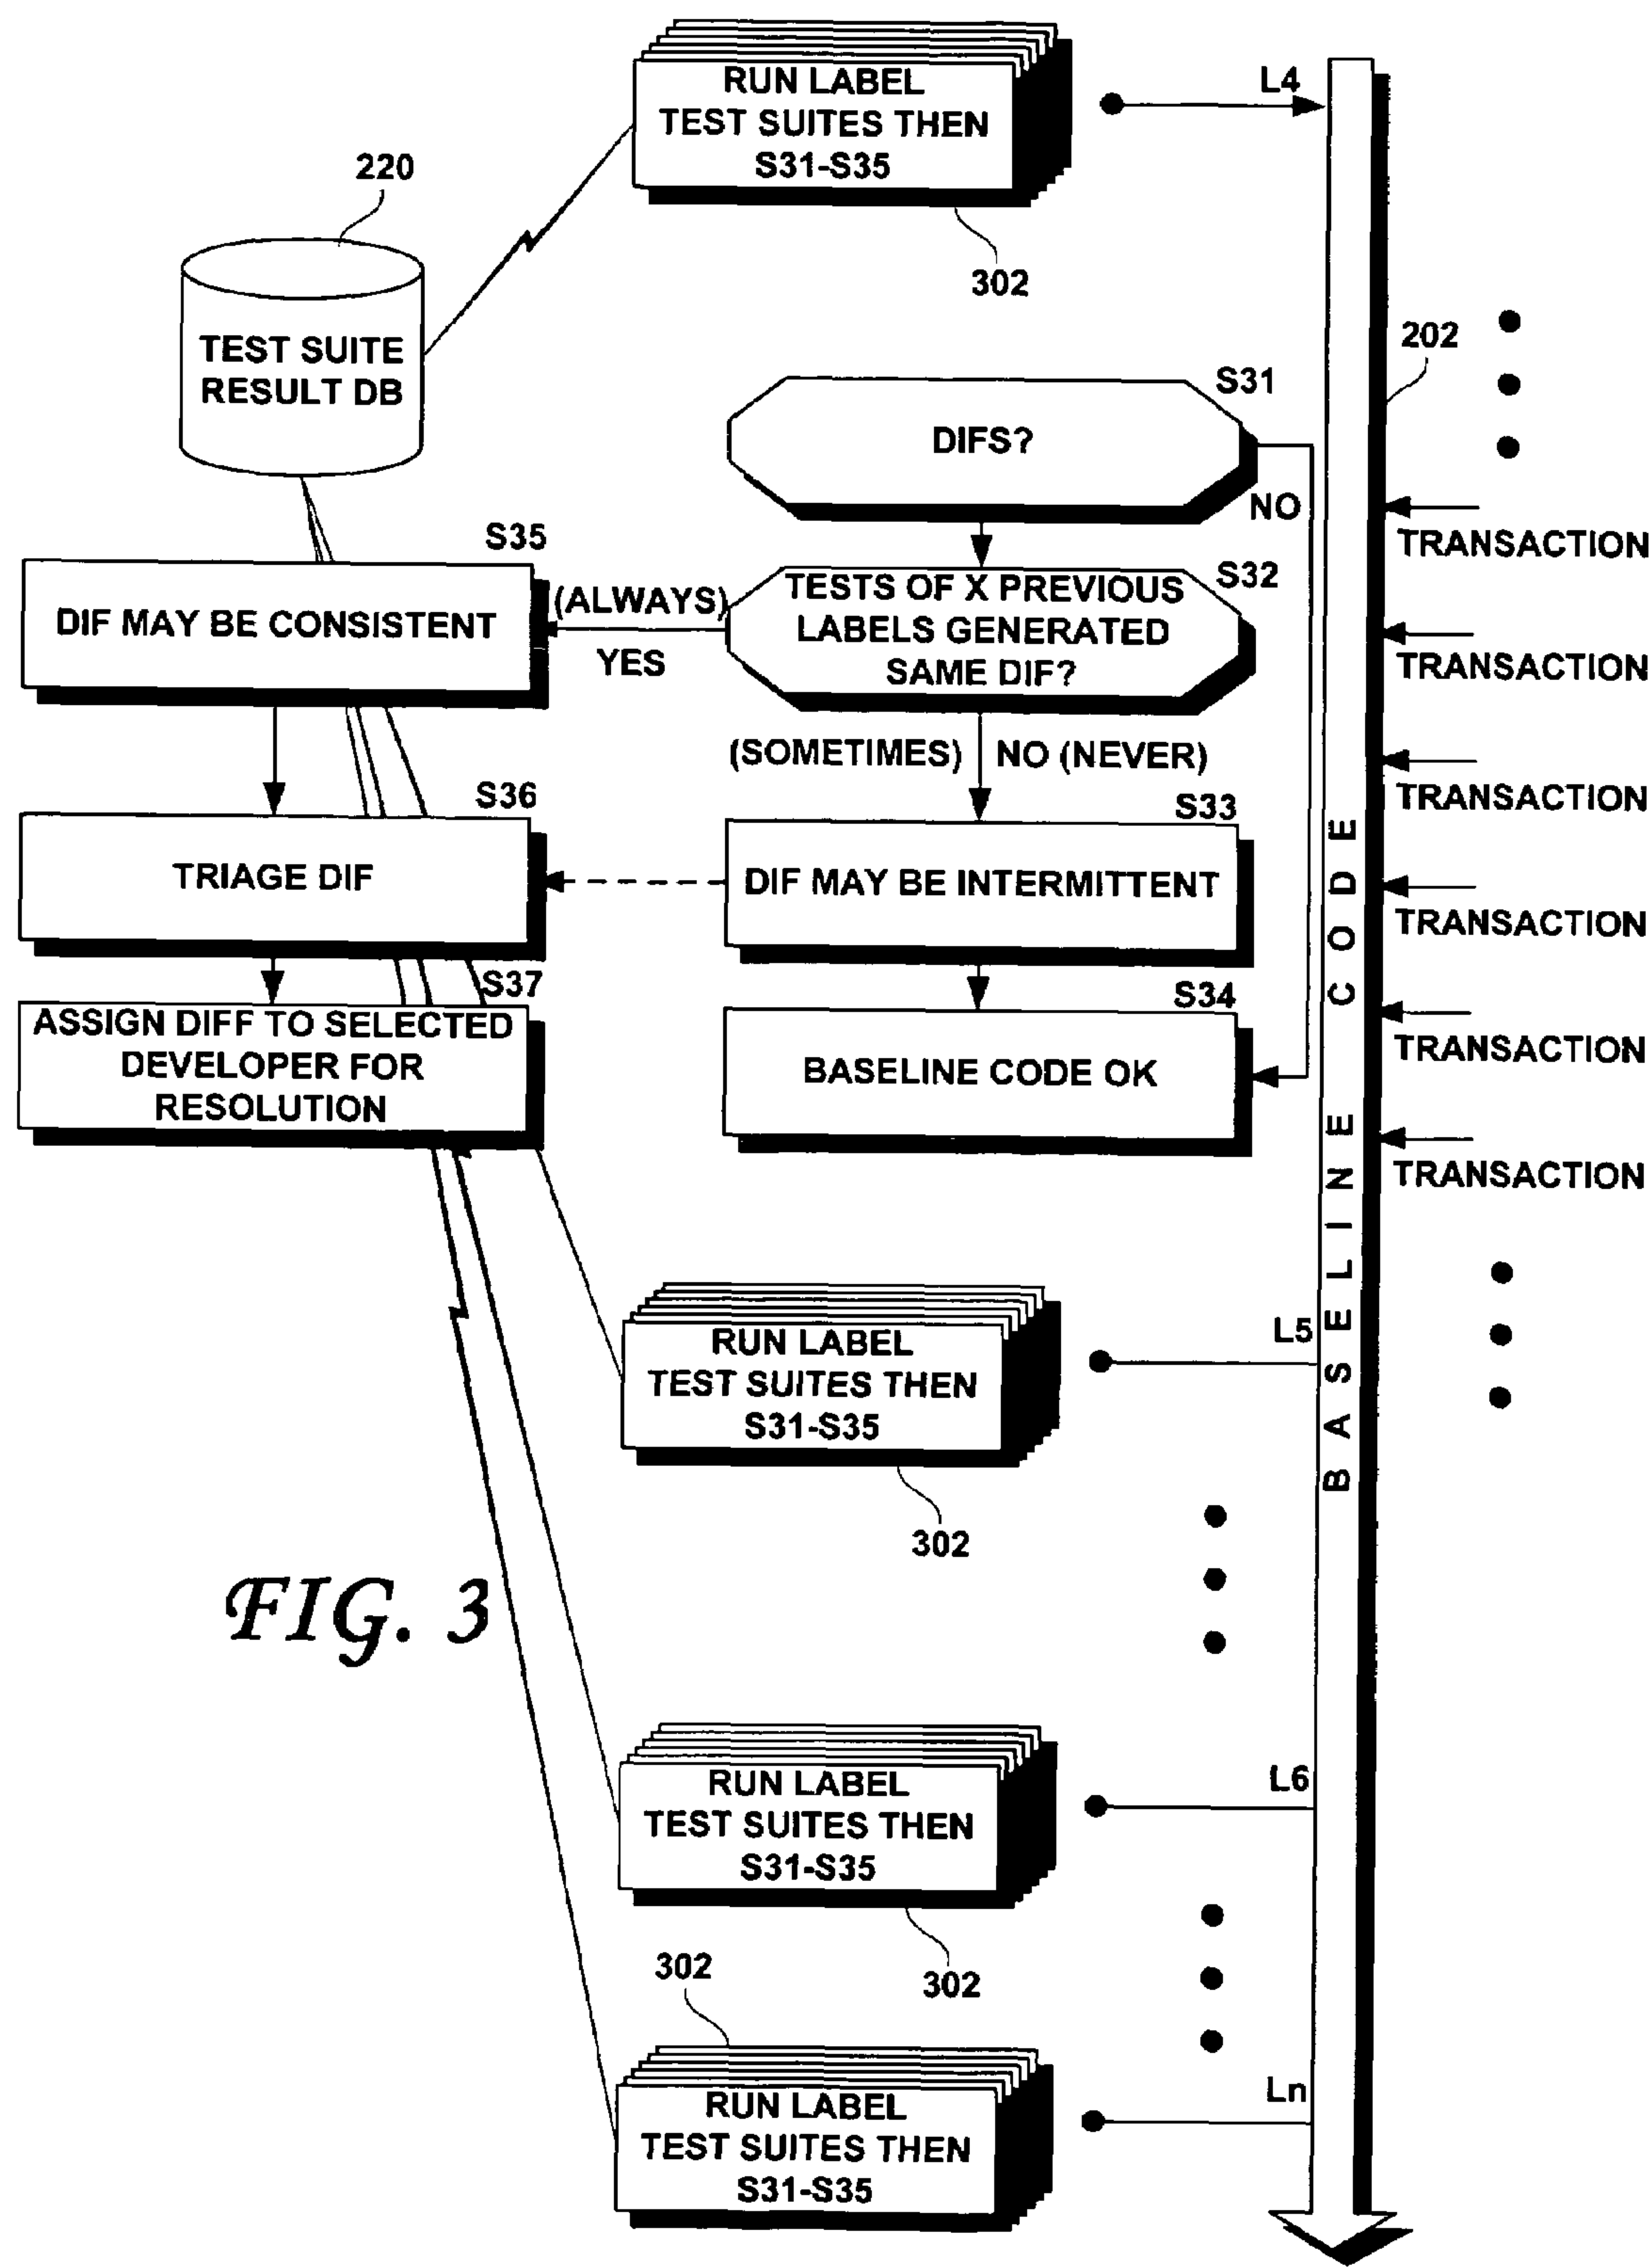 RUN LABEL
TEST SUITES THEN
S31-S35
302
L4
220
TEST SUITE
RESULT DB
202
S31
DIFS?
NO
TRANSACTION
S32
TESTS OF X PREVIOUS
LABELS GENERATED
SAME DIF?
(ALWAYS)
YES
S35
DIF MAY BE CONSISTENT
TRANSACTION
(SOMETIMES)
NO (NEVER)
TRANSACTION
S33
DIF MAY BE INTERMITTENT
S36
TRIAGE DIF
TRANSACTION
S34
BASELINE CODE OK
S37
ASSIGN DIFF TO SELECTED
DEVELOPER FOR
RESOLUTION
TRANSACTION
TRANSACTION
BASELINE CODE
RUN LABEL
TEST SUITES THEN
S31-S35
302
L5
FIG. 3
RUN LABEL
TEST SUITES THEN
S31-S35
302
L6
302
RUN LABEL
TEST SUITES THEN
S31-S35
Ln